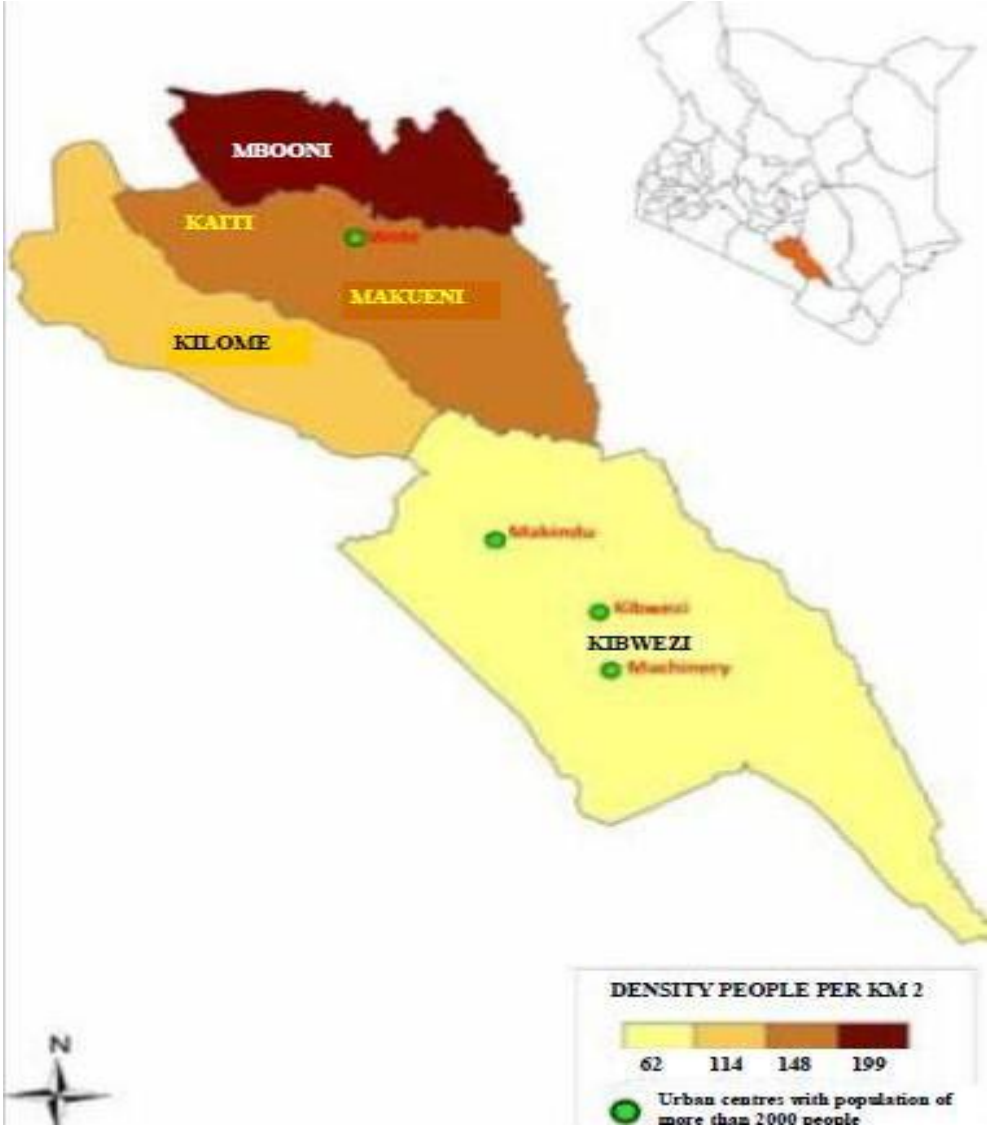 MBOONI
KAITI
MAKUENI
KILOME
Makindu
Kibwezi
KIBWEZI
Machinery
DENSITY PEOPLE PER KM 2
62 114 148 199
N
Urban centres with population of
more than 2000 people